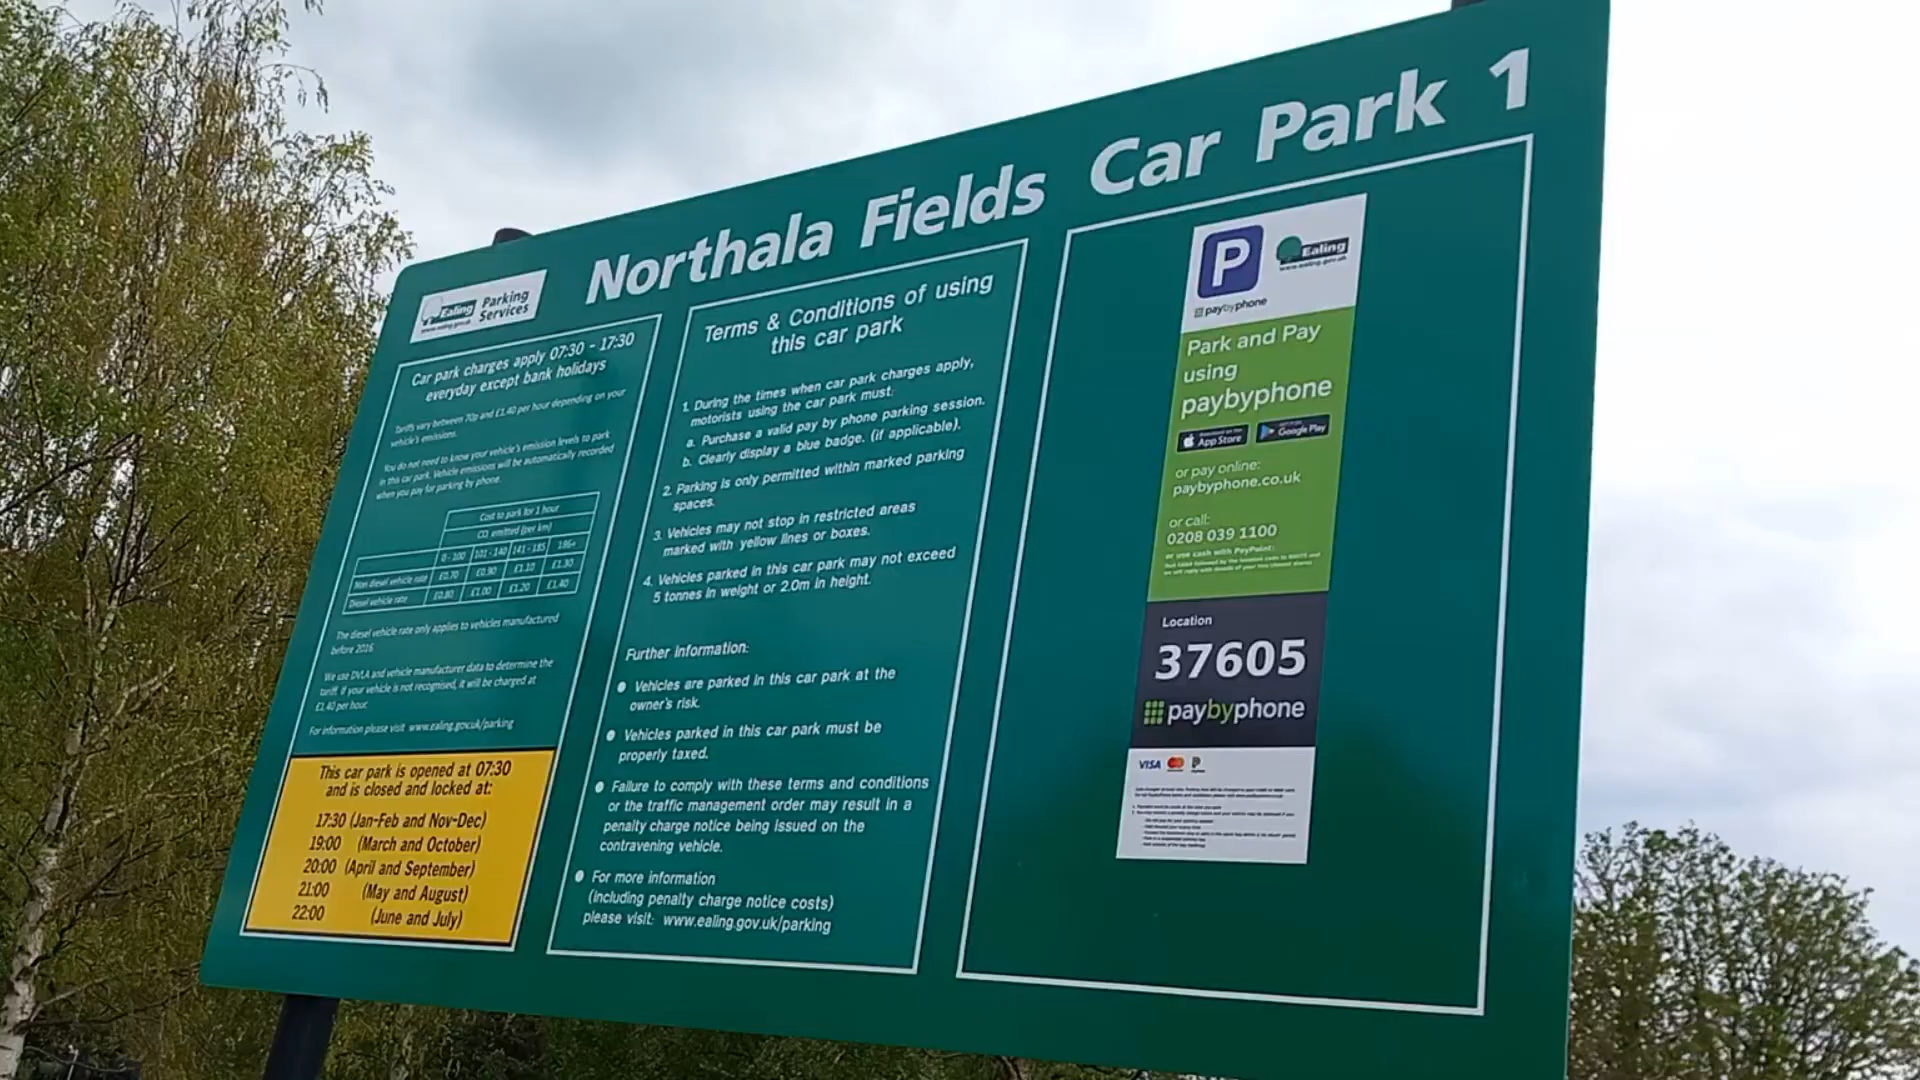 Northala Fields Car Park 1
Ealing
www.ealing.gov.uk
Parking
Services
Car park charges apply 07:30 - 17:30
everyday except bank holidays
Tariffs vary between 70p and £1.40 per hour depending on your
vehicle's emissions.
You do not need to know your vehicle's emission levels to park
in this car park. Vehicle emissions will be automatically recorded
when you pay for parking by phone.
Cost to park for 1 hour
CO₂ emitted (per km)
0 - 100 101 - 140 141 - 185 186+
Non diesel vehicle rate £0.70 £0.90 £1.10 £1.30
Diesel vehicle rate £0.80 £1.00 £1.20 £1.40
The diesel vehicle rate only applies to vehicles manufactured
before 2016
We use DVLA and vehicle manufacturer data to determine the
tariff. If your vehicle is not recognised, it will be charged at
£1.40 per hour.
For information please visit www.ealing.gov.uk/parking
This car park is opened at 07:30
and is closed and locked at:
17:30 (Jan-Feb and Nov-Dec)
19:00 (March and October)
20:00 (April and September)
21:00 (May and August)
22:00 (June and July)
Terms & Conditions of using
this car park
1. During the times when car park charges apply,
motorists using the car park must:
a. Purchase a valid pay by phone parking session.
b. Clearly display a blue badge. (if applicable).
2. Parking is only permitted within marked parking
spaces.
3. Vehicles may not stop in restricted areas
marked with yellow lines or boxes.
4. Vehicles parked in this car park may not exceed
5 tonnes in weight or 2.0m in height.
Further information:
● Vehicles are parked in this car park at the
owner's risk.
● Vehicles parked in this car park must be
properly taxed.
● Failure to comply with these terms and conditions
or the traffic management order may result in a
penalty charge notice being issued on the
contravening vehicle.
● For more information
(including penalty charge notice costs)
please visit: www.ealing.gov.uk/parking
P
paybyphone
Ealing
www.ealing.gov.uk
Park and Pay
using
paybyphone
App Store
Google Play
or pay online:
paybyphone.co.uk
or call:
0208 039 1100
or use cash with PayPoint:
Location
37605
paybyphone
VISA